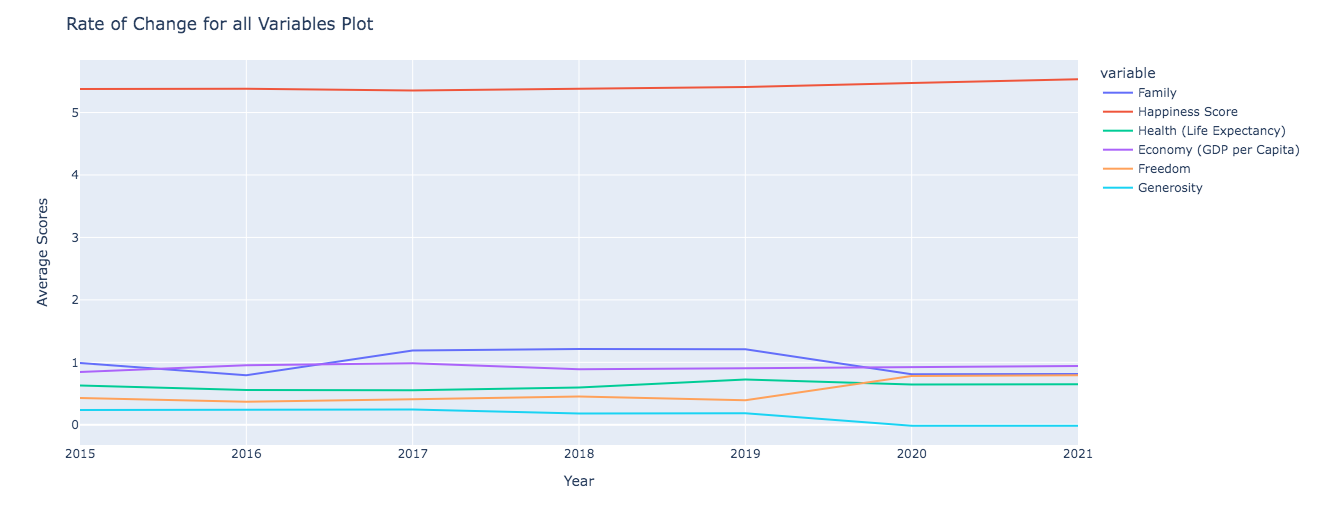 Rate of Change for all Variables Plot
variable
Family
Happiness Score
Health (Life Expectancy)
Economy (GDP per Capita)
Freedom
Generosity
Average Scores
5
4
3
2
1
0
2015 2016 2017 2018 2019 2020 2021
Year